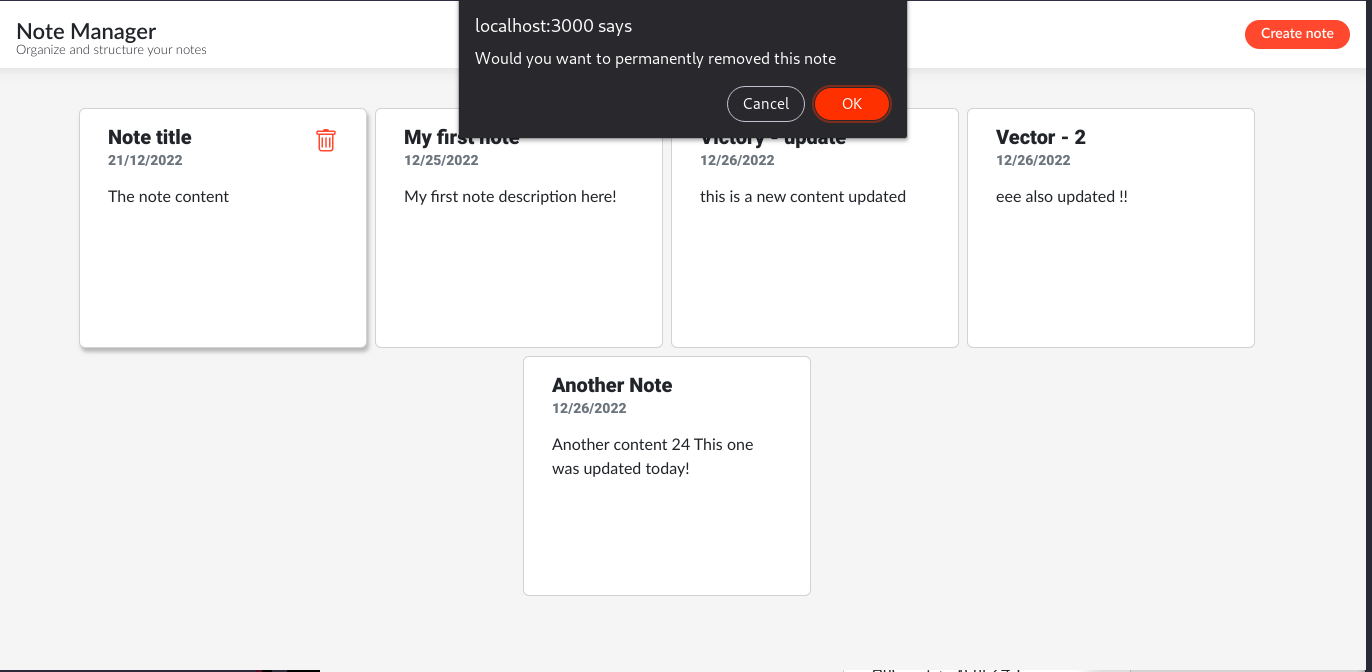 Note Manager
Organize and structure your notes
localhost:3000 says
Would you want to permanently removed this note
Cancel
OK
Create note
Note title
21/12/2022
The note content
My first note
12/25/2022
My first note description here!
Victory - update
12/26/2022
this is a new content updated
Vector - 2
12/26/2022
eee also updated !!
Another Note
12/26/2022
Another content 24 This one
was updated today!